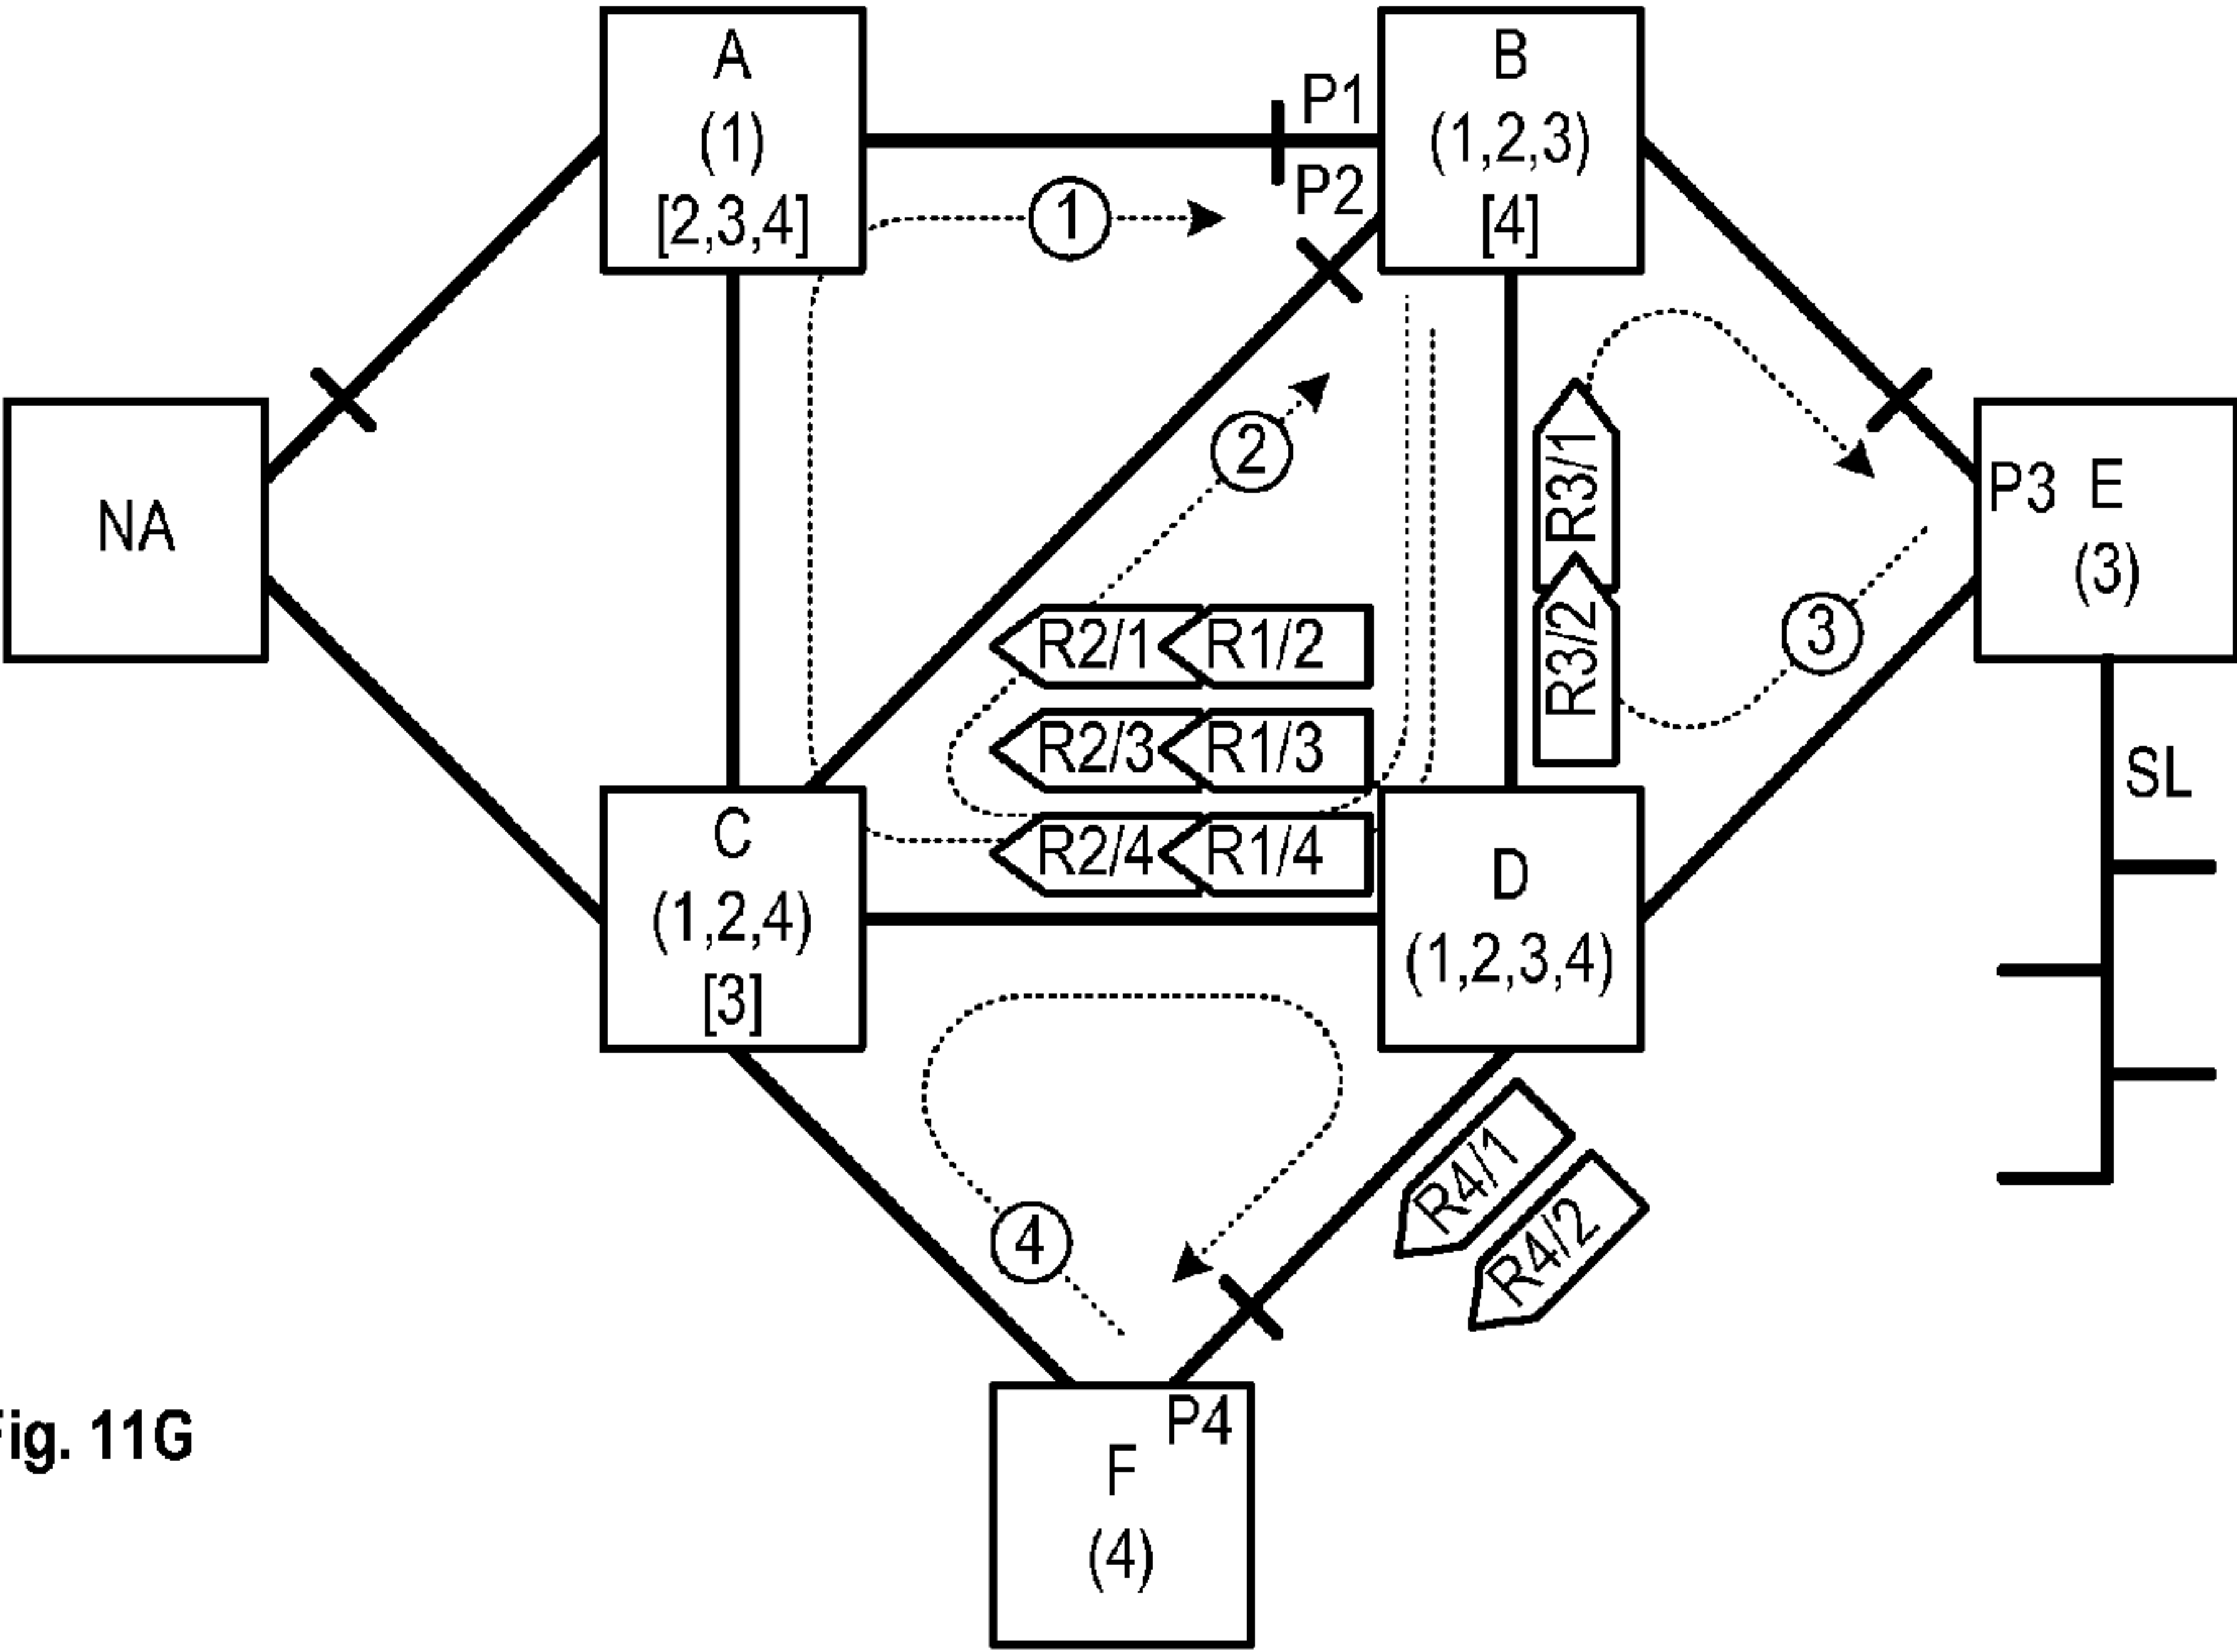 A
(1)
[2,3,4]
P1
P2
B
(1,2,3)
[4]
1
2
NA
R3/1
R3/2
P3
E
(3)
3
R2/1
R1/2
R2/3
R1/3
R2/4
R1/4
SL
C
(1,2,4)
[3]
D
(1,2,3,4)
4
R4/1
R4/2
P4
F
(4)
ig. 11G